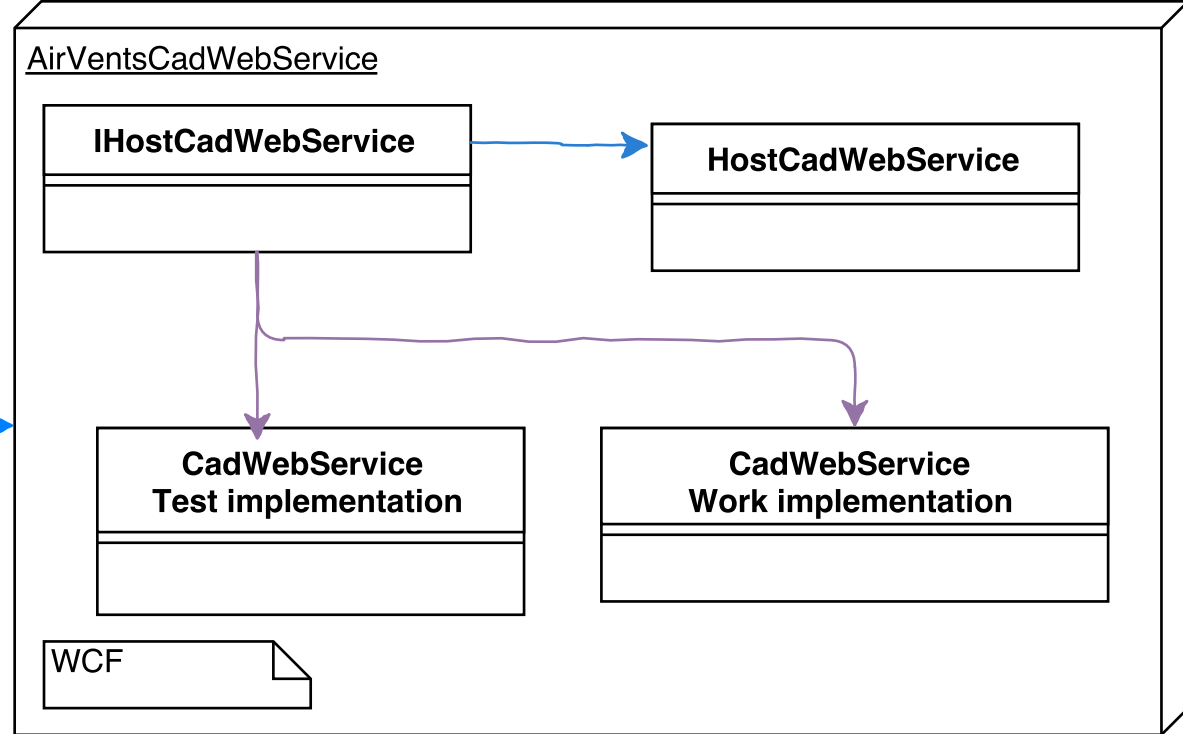 AirVentsCadWebService
IHostCadWebService
HostCadWebService
CadWebService
Test implementation
CadWebService
Work implementation
WCF